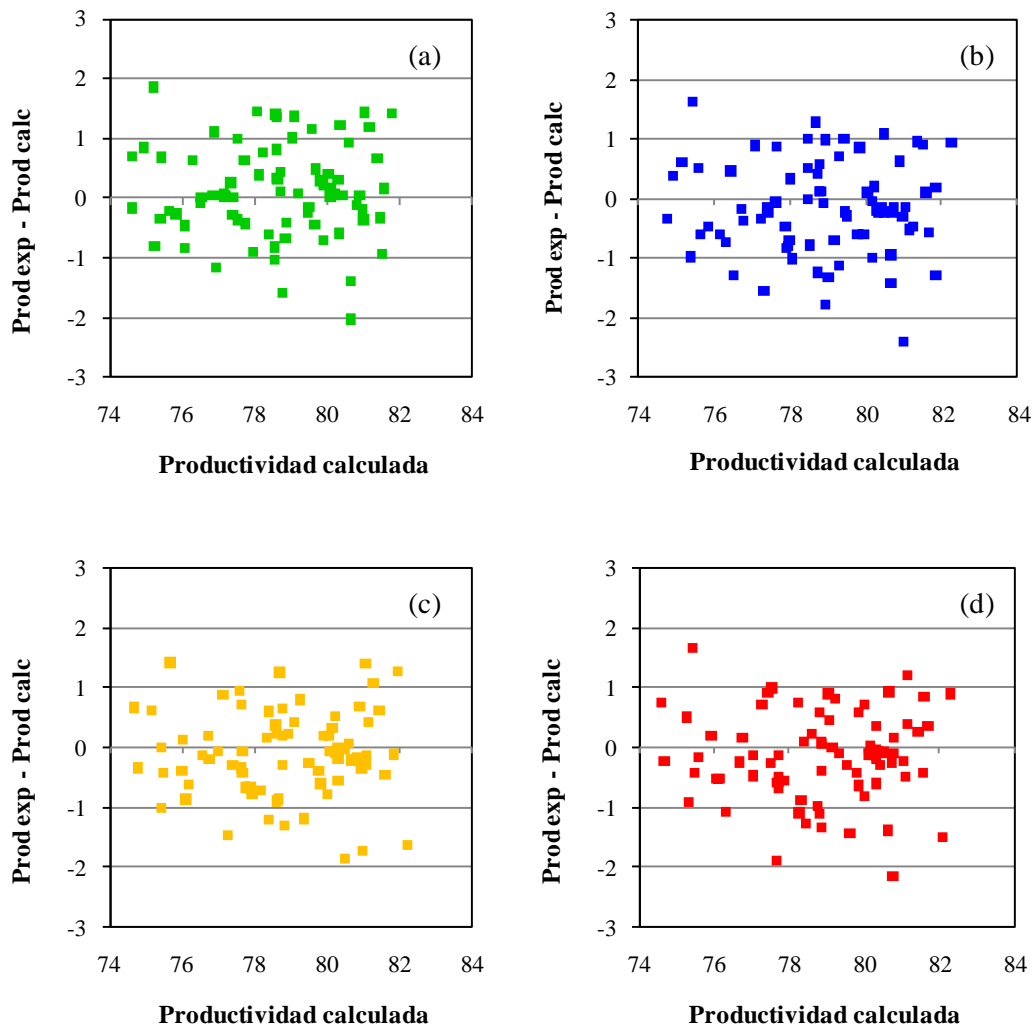 3
2
1
0
-1
-2
-3
74 76 78 80 82 84
Prod exp - Prod calc
Productividad calculada
(a)
3
2
1
0
-1
-2
-3
74 76 78 80 82 84
Prod exp - Prod calc
Productividad calculada
(b)
3
2
1
0
-1
-2
-3
74 76 78 80 82 84
Prod exp - Prod calc
Productividad calculada
(c)
3
2
1
0
-1
-2
-3
74 76 78 80 82 84
Prod exp - Prod calc
Productividad calculada
(d)